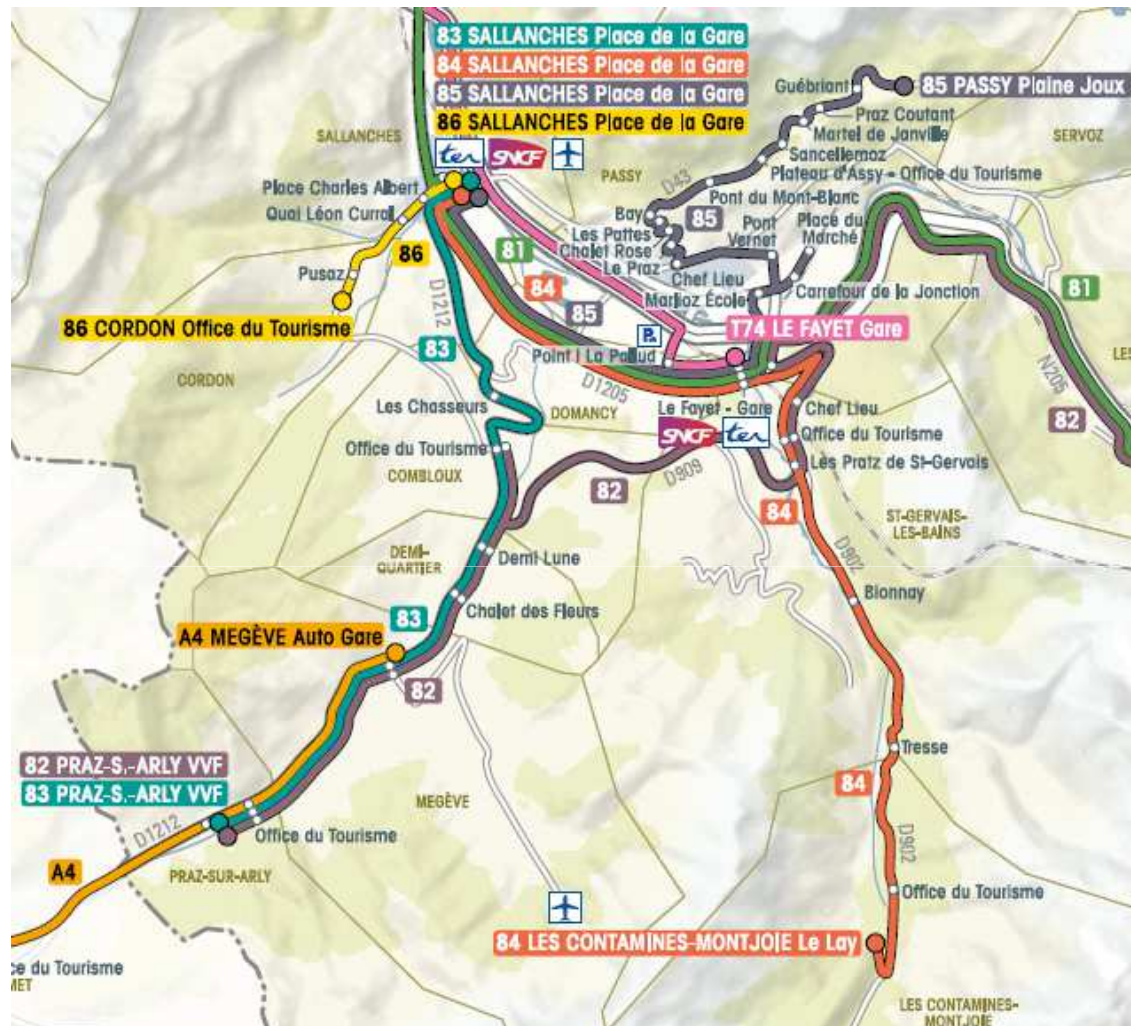 83 SALLANCHES Place de la Gare
84 SALLANCHES Place de la Gare
85 SALLANCHES Place de la Gare
86 SALLANCHES Place de la Gare
ter SNCF
SALLANCHES
PASSY
SERVOZ
Guébriant
85 PASSY Plaine Joux
Praz Coutant
Martel de Janville
Sancellemoz
Plateau d'Assy - Office du Tourisme
Place Charles Albert
Quai Léon Curral
D43
Pont du Mont-Blanc
Bay
85
Les Pattes
Chalet Rose
Le Praz
Pont
Vernet
Place du
Marché
Chef Lieu
Marlioz École
Carrefour de la Jonction
Pusaz
86
81
84
85
81
D1212
86 CORDON Office du Tourisme
T74 LE FAYET Gare
83
P
Point I La Pallud
D1205
CORDON
Les Chasseurs
DOMANCY
Le Fayet - Gare
SNCF ter
Chef Lieu
Office du Tourisme
Les Pratz de St-Gervais
N205
LES
82
Office du Tourisme
COMBLOUX
82
D909
84
ST-GERVAIS-
LES-BAINS
D902
DEMI-
QUARTIER
Demi Lune
Bionnay
Chalet des Fleurs
83
A4 MEGÈVE Auto Gare
82
82 PRAZ-S.-ARLY VVF
83 PRAZ-S.-ARLY VVF
Tresse
84
MEGÈVE
D1212
Office du Tourisme
D902
A4
PRAZ-SUR-ARLY
Office du Tourisme
84 LES CONTAMINES-MONTJOIE Le Lay
ce du Tourisme
MET
LES CONTAMINES-
MONTJOIE